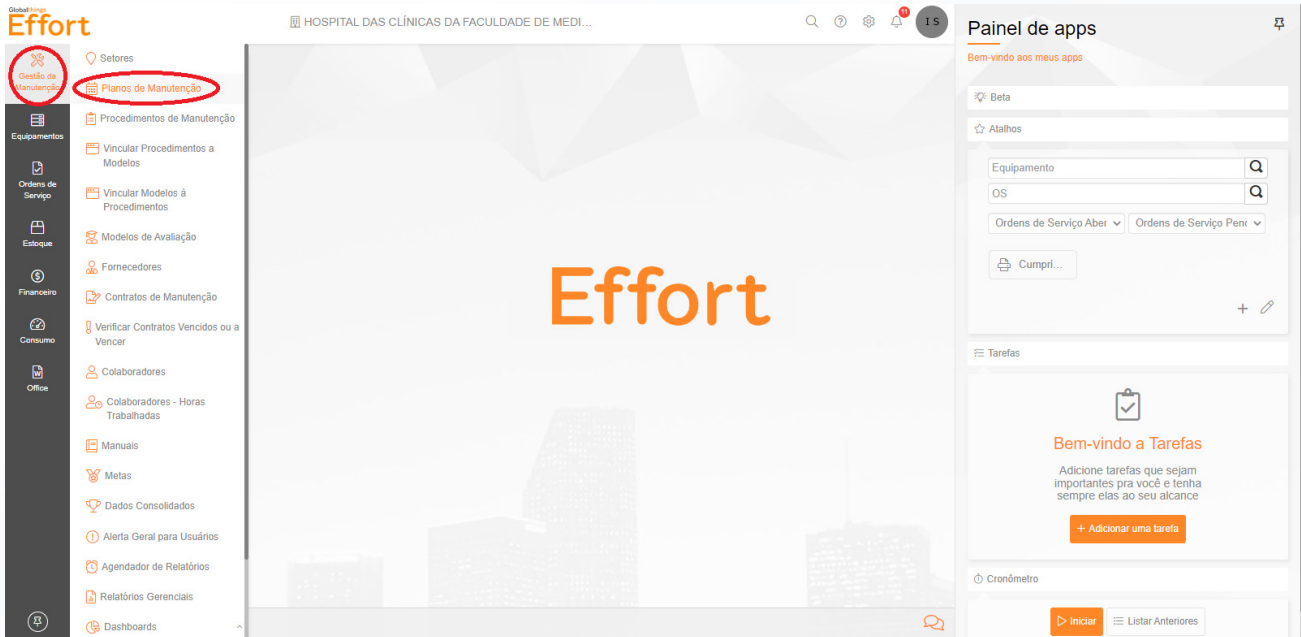 Globalthings
Effort
HOSPITAL DAS CLÍNICAS DA FACULDADE DE MEDI...
11
I S
Gestão da
Manutenção
Equipamentos
Ordens de
Serviço
Estoque
Financeiro
Consumo
Office
Setores
Planos de Manutenção
Procedimentos de Manutenção
Vincular Procedimentos a
Modelos
Vincular Modelos á
Procedimentos
Modelos de Avaliação
Fornecedores
Contratos de Manutenção
Verificar Contratos Vencidos ou a
Vencer
Colaboradores
Colaboradores - Horas
Trabalhadas
Manuais
Metas
Dados Consolidados
Alerta Geral para Usuários
Agendador de Relatórios
Relatórios Gerenciais
Dashboards
Effort
Painel de apps
Bem-vindo aos meus apps
Beta
Atalhos
Equipamento
OS
Ordens de Serviço Aber
Ordens de Serviço Pend
Cumpri...
Tarefas
Bem-vindo a Tarefas
Adicione tarefas que sejam
importantes pra você e tenha
sempre elas ao seu alcance
+ Adicionar uma tarefa
Cronômetro
Iniciar
Listar Anteriores